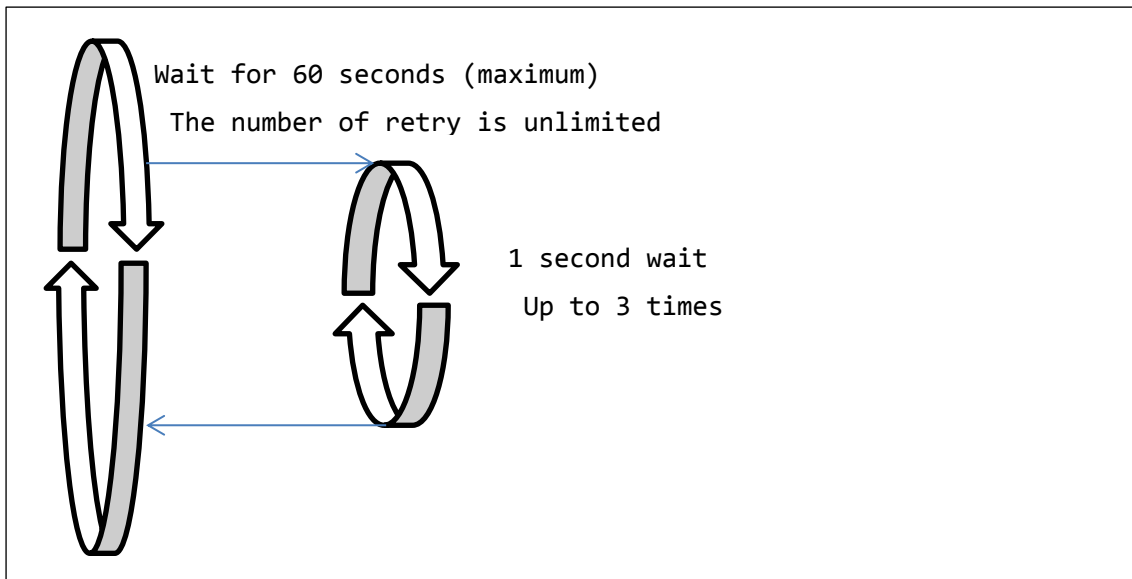 Wait for 60 seconds (maximum)
The number of retry is unlimited
1 second wait
Up to 3 times